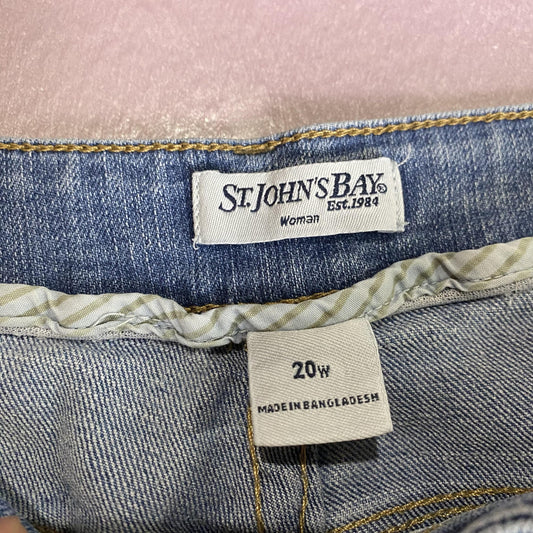 ST. JOHN'S BAY®
Est. 1984
Woman
20W
MADE IN BANGLADESH